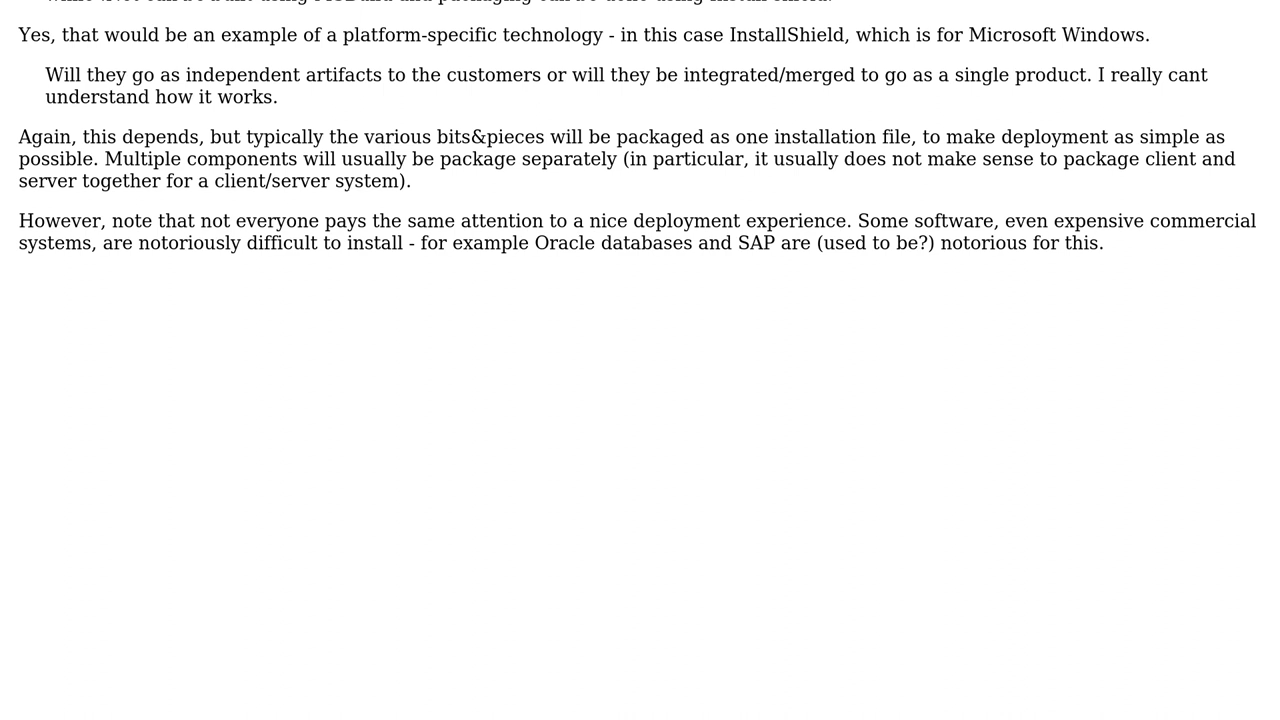 Yes, that would be an example of a platform-specific technology - in this case InstallShield, which is for Microsoft Windows.
Will they go as independent artifacts to the customers or will they be integrated/merged to go as a single product. I really cant
understand how it works.
Again, this depends, but typically the various bits&pieces will be packaged as one installation file, to make deployment as simple as
possible. Multiple components will usually be package separately (in particular, it usually does not make sense to package client and
server together for a client/server system).
However, note that not everyone pays the same attention to a nice deployment experience. Some software, even expensive commercial
systems, are notoriously difficult to install - for example Oracle databases and SAP are (used to be?) notorious for this.